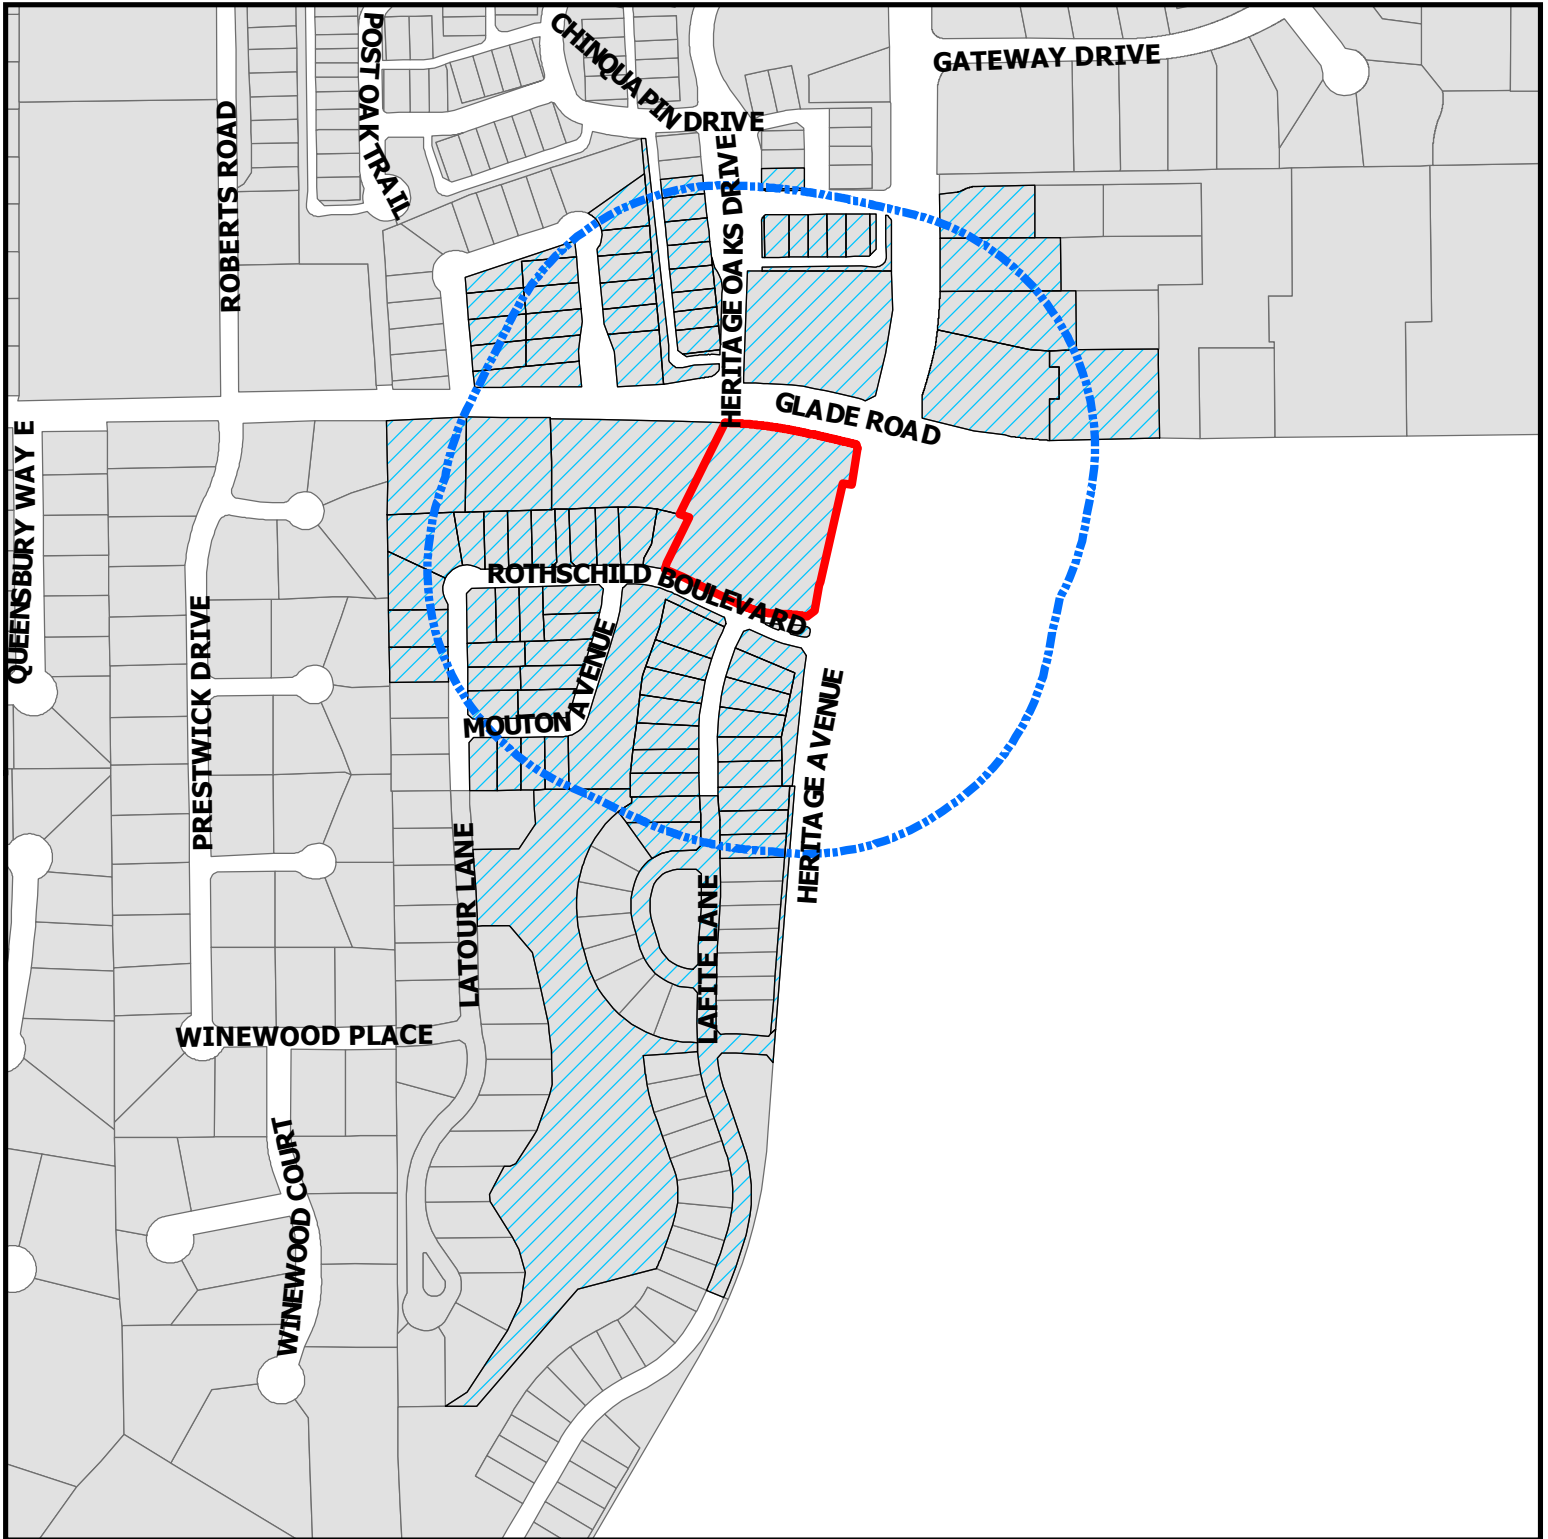 POST OAK TRAIL
CHINQUAPIN DRIVE
GATEWAY DRIVE
ROBERTS ROAD
HERITAGE OAKS DRIVE
GLADE ROAD
QUEENSBURY WAY E
ROTHSCHILD BOULEVARD
PRESTWICK DRIVE
MOUTON AVENUE
HERITAGE AVENUE
LATOUR LANE
LAFITE LANE
WINEWOOD PLACE
WINEWOOD COURT